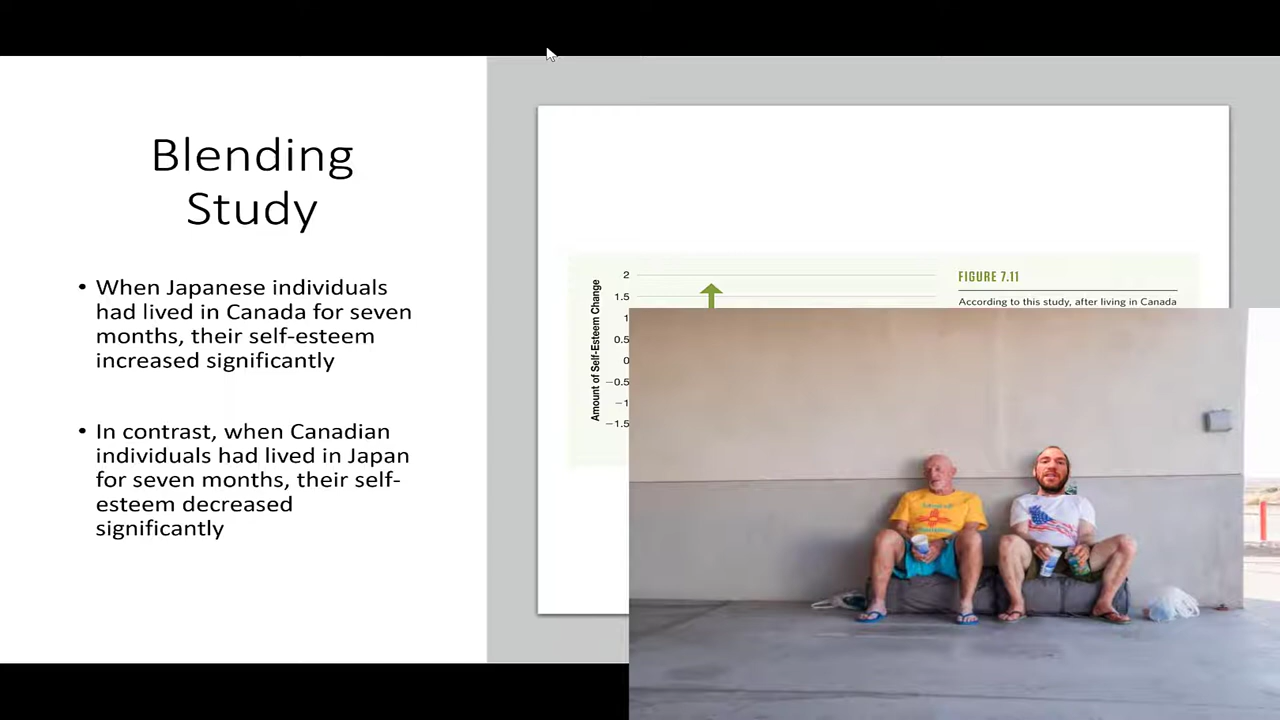 Blending
Study
• When Japanese individuals
had lived in Canada for seven
months, their self-esteem
increased significantly
• In contrast, when Canadian
individuals had lived in Japan
for seven months, their self-
esteem decreased
significantly
Amount of Self-Esteem Change
2
1.5
1
0.5
0
−0.5
−1
−1.5
FIGURE 7.11
According to this study, after living in Canada